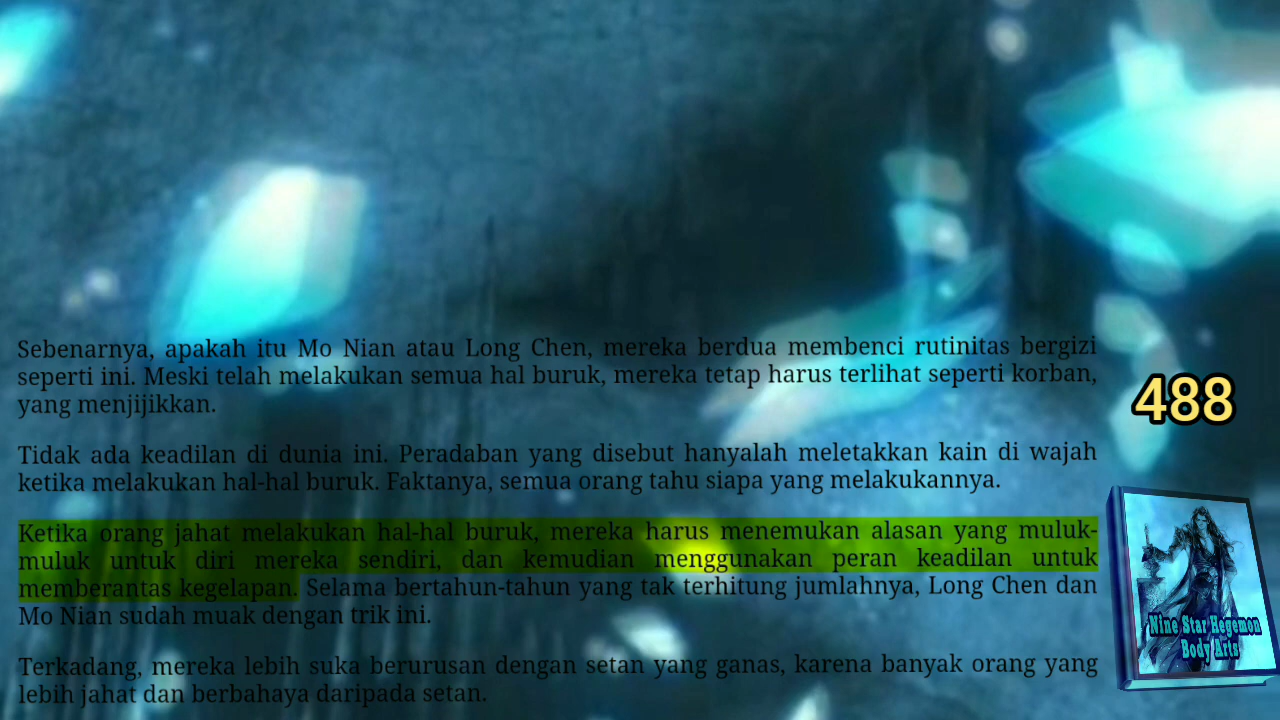 Sebenarnya, apakah itu Mo Nian atau Long Chen, mereka berdua membenci rutinitas bergizi
seperti ini. Meski telah melakukan semua hal buruk, mereka tetap harus terlihat seperti korban,
yang menjijikkan.
Tidak ada keadilan di dunia ini. Peradaban yang disebut hanyalah meletakkan kain di wajah
ketika melakukan hal-hal buruk. Faktanya, semua orang tahu siapa yang melakukannya.
Ketika orang jahat melakukan hal-hal buruk, mereka harus menemukan alasan yang muluk-
muluk untuk diri mereka sendiri, dan kemudian menggunakan peran keadilan untuk
memberantas kegelapan. Selama bertahun-tahun yang tak terhitung jumlahnya, Long Chen dan
Mo Nian sudah muak dengan trik ini.
Terkadang, mereka lebih suka berurusan dengan setan yang ganas, karena banyak orang yang
lebih jahat dan berbahaya daripada setan.
488
Nine Star Hegemon
Body Arts